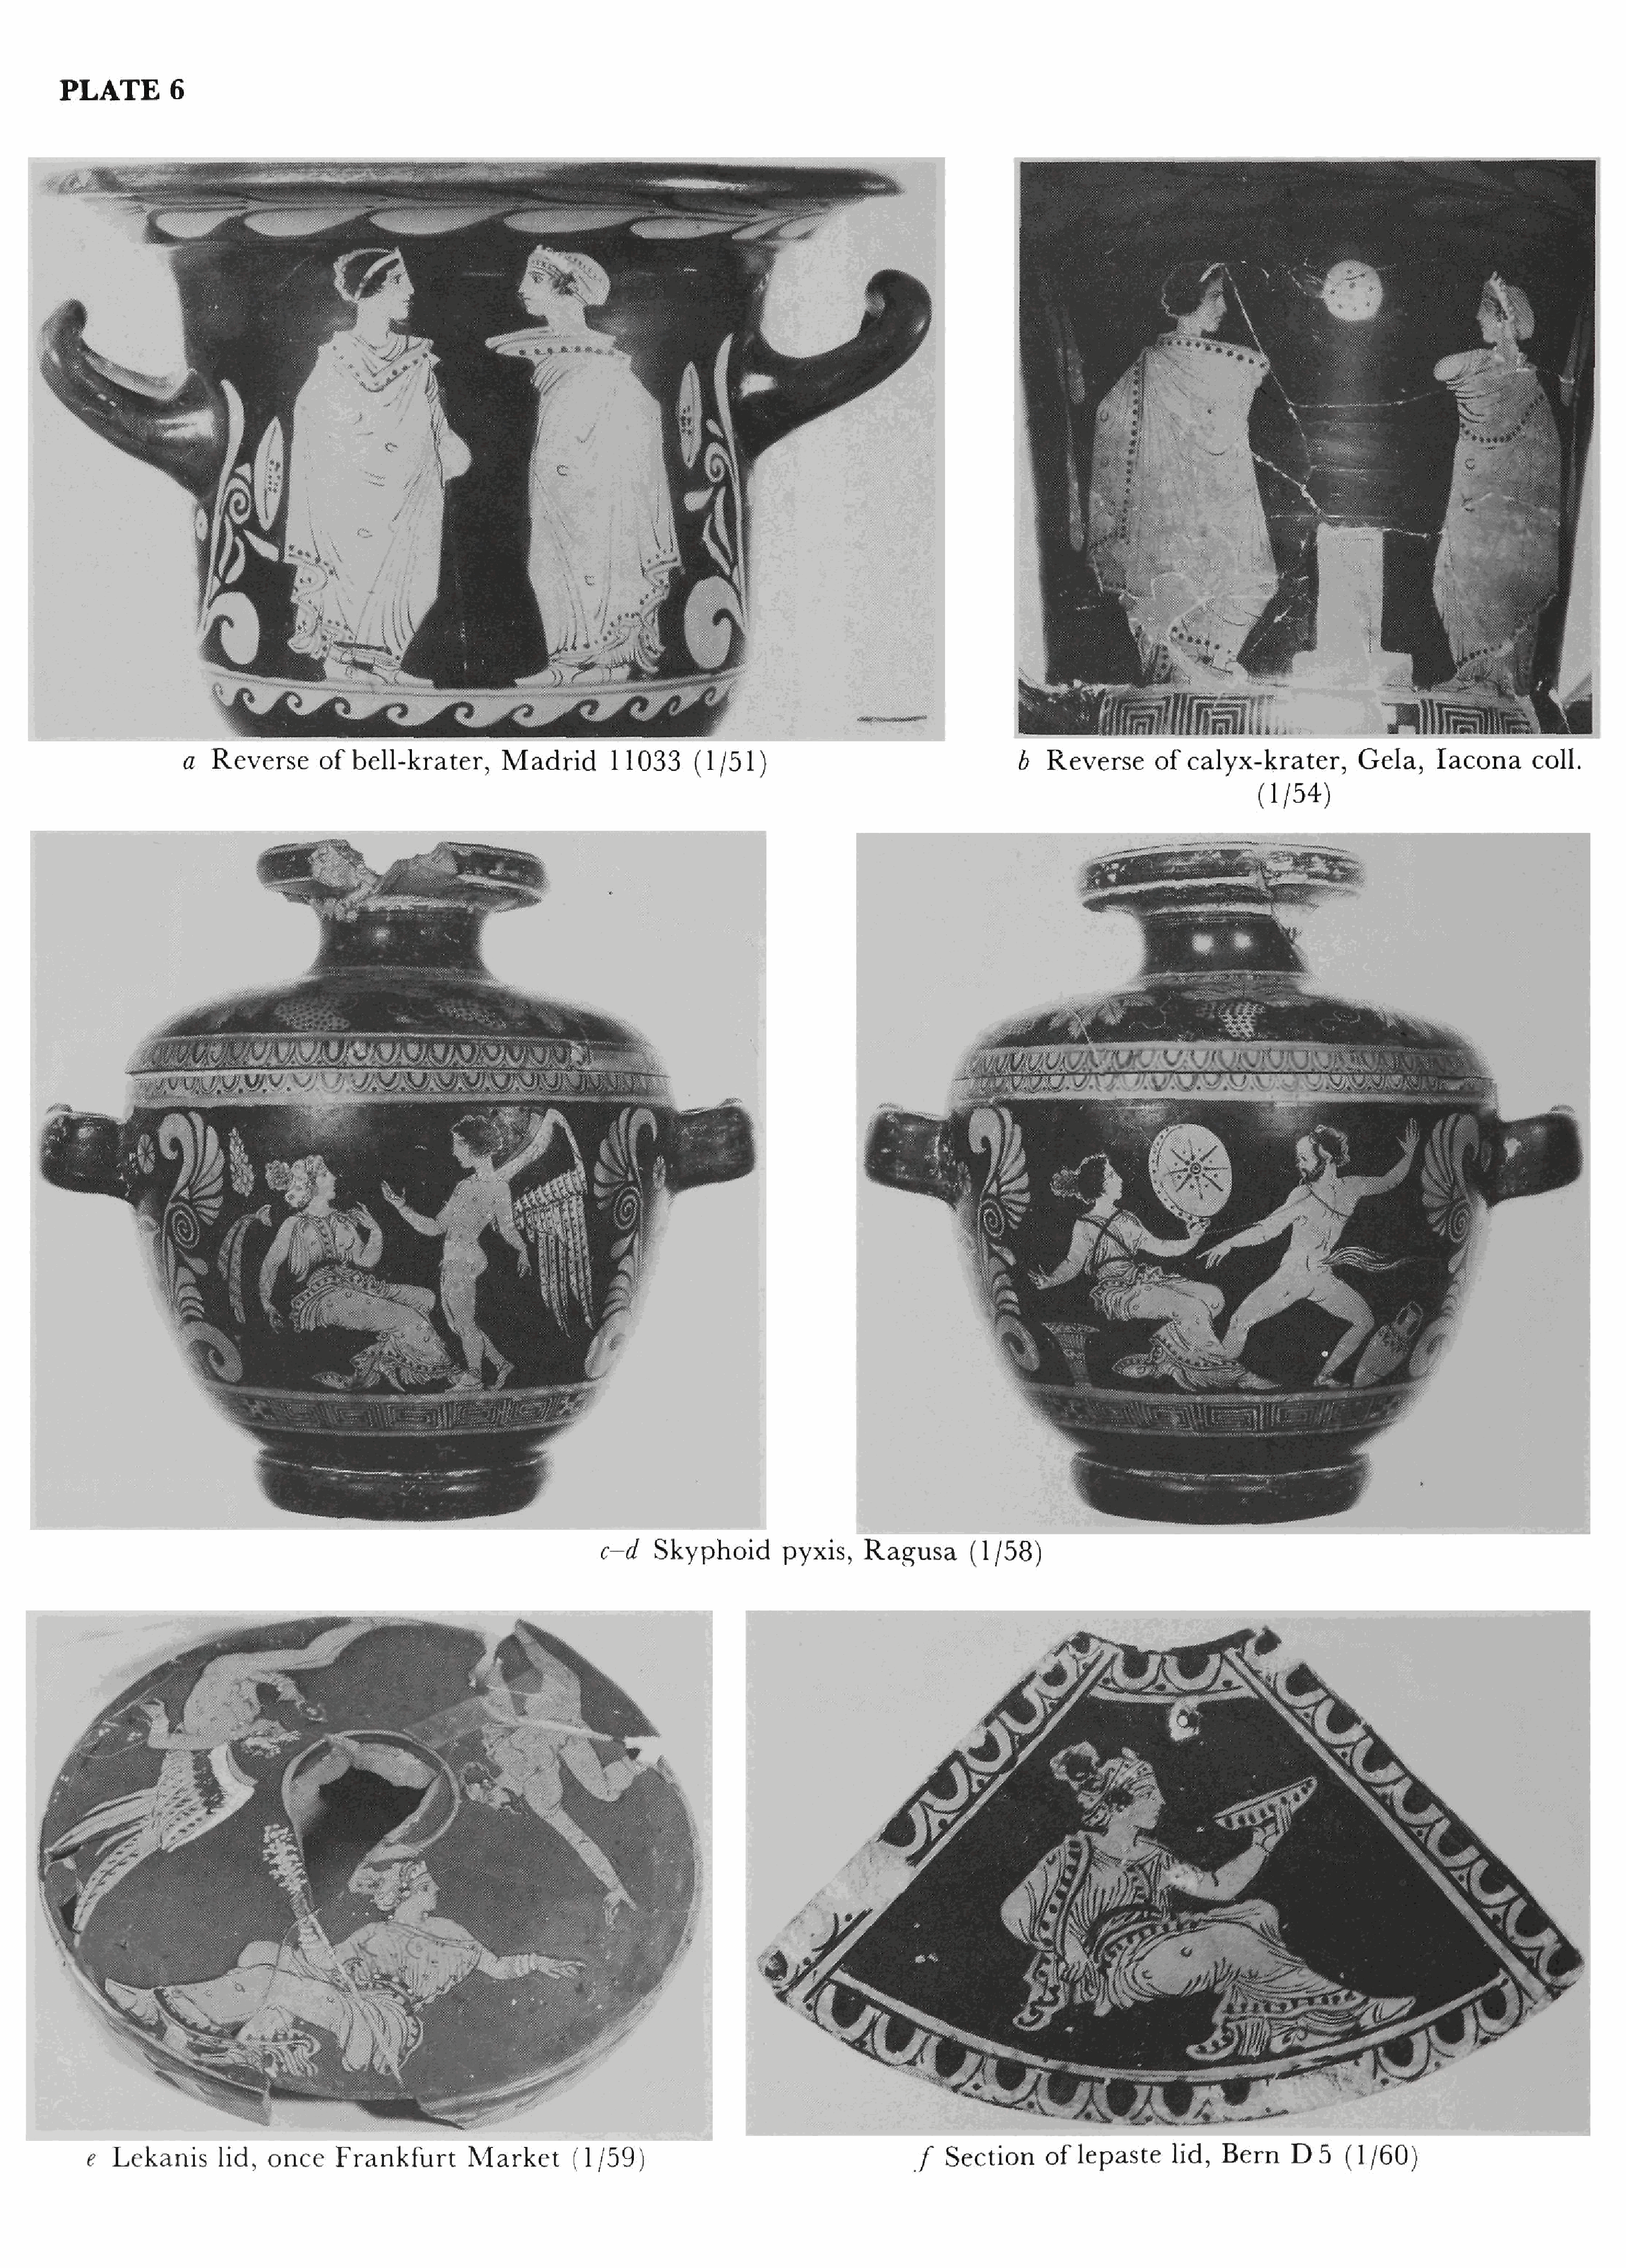 PLATE 6
a Reverse of bell-krater, Madrid 11033 (1/51)
b Reverse of calyx-krater, Gela, Iacona coll.
(1/54)
c–d Skyphoid pyxis, Ragusa (1/58)
e Lekanis lid, once Frankfurt Market (1/59)
f Section of lepaste lid, Bern D 5 (1/60)